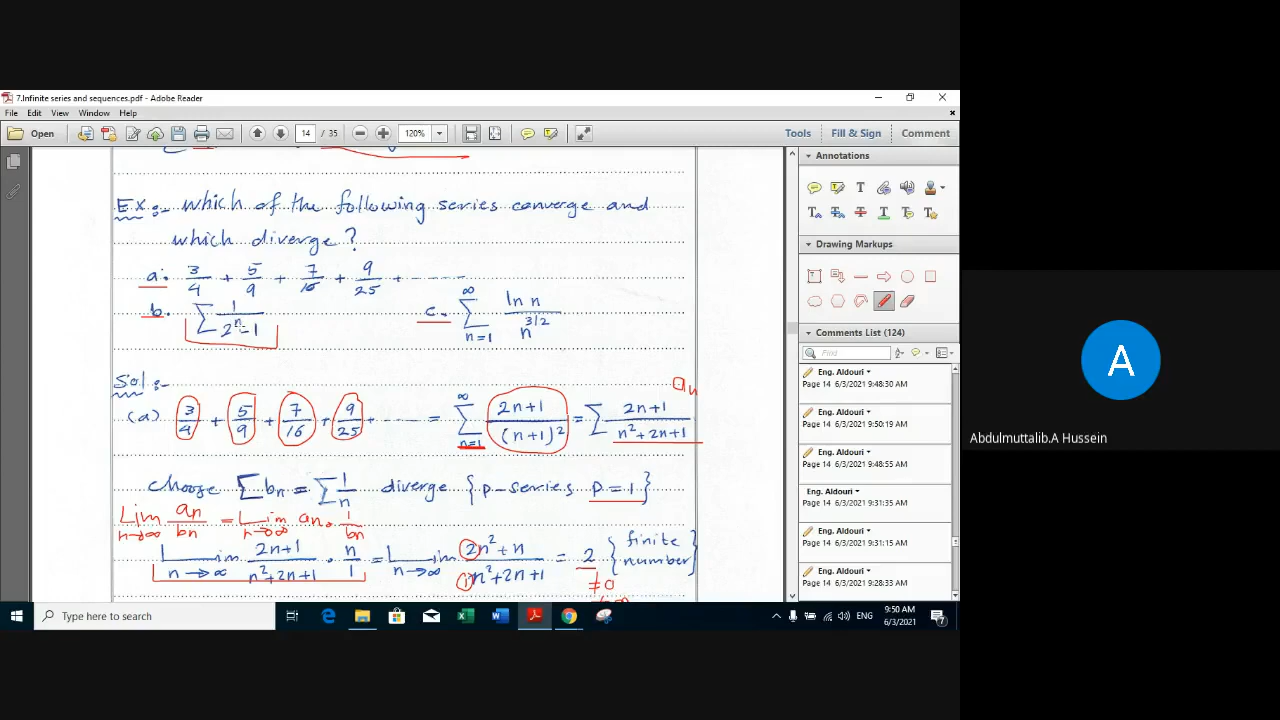 7.Infinite series and sequences.pdf - Adobe Reader
File Edit View Window Help
Open 14 / 35 120% Tools Fill & Sign Comment
Ex:- which of the following series converge and
which diverge?
a: 3/4 + 5/9 + 7/16 + 9/25 + ------
b. ∑ 1/(2^n-1) c. ∑_{n=1}^{∞} ln n / n^{3/2}
Sol:-
(a) 3/4 + 5/9 + 7/16 + 9/25 + ---- = ∑_{n=1}^{∞} (2n+1)/(n+1)² = ∑ (2n+1)/(n²+2n+1) an
choose ∑bn = ∑ 1/n diverge {p-series p=1}
Lim_{n→∞} an/bn = Lim_{n→∞} an · 1/bn
Lim_{n→∞} (2n+1)/(n²+2n+1) · n/1 = Lim_{n→∞} (2n²+n)/(n²+2n+1) = 2 {finite number}
≠0
Annotations
Drawing Markups
Comments List (124)
Find
Eng. Aldouri
Page 14 6/3/2021 9:48:30 AM
Eng. Aldouri
Page 14 6/3/2021 9:50:19 AM
Eng. Aldouri
Page 14 6/3/2021 9:48:55 AM
Eng. Aldouri
Page 14 6/3/2021 9:31:35 AM
Eng. Aldouri
Page 14 6/3/2021 9:31:15 AM
Eng. Aldouri
Page 14 6/3/2021 9:28:33 AM
A
Abdulmuttalib.A Hussein
Type here to search
ENG
9:50 AM
6/3/2021